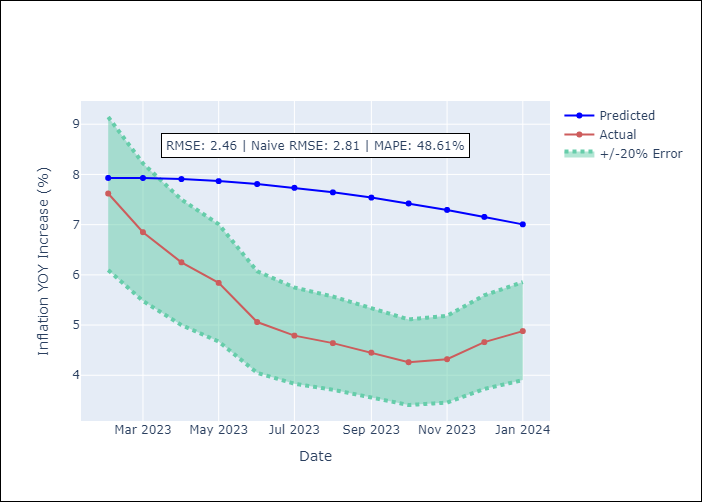 RMSE: 2.46 | Naive RMSE: 2.81 | MAPE: 48.61%
Predicted
Actual
+/-20% Error
Inflation YOY Increase (%)
9
8
7
6
5
4
Mar 2023 May 2023 Jul 2023 Sep 2023 Nov 2023 Jan 2024
Date